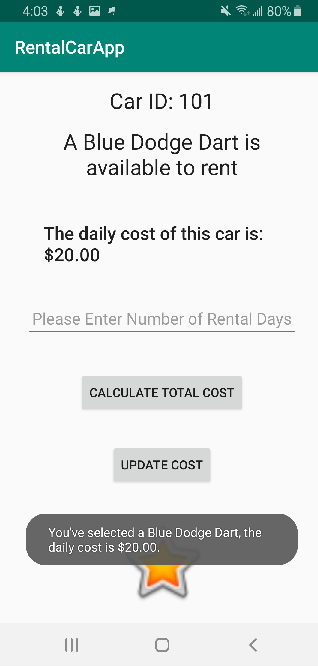 4:03
80%
RentalCarApp
Car ID: 101
A Blue Dodge Dart is
available to rent
The daily cost of this car is:
$20.00
Please Enter Number of Rental Days
CALCULATE TOTAL COST
UPDATE COST
You've selected a Blue Dodge Dart, the
daily cost is $20.00.